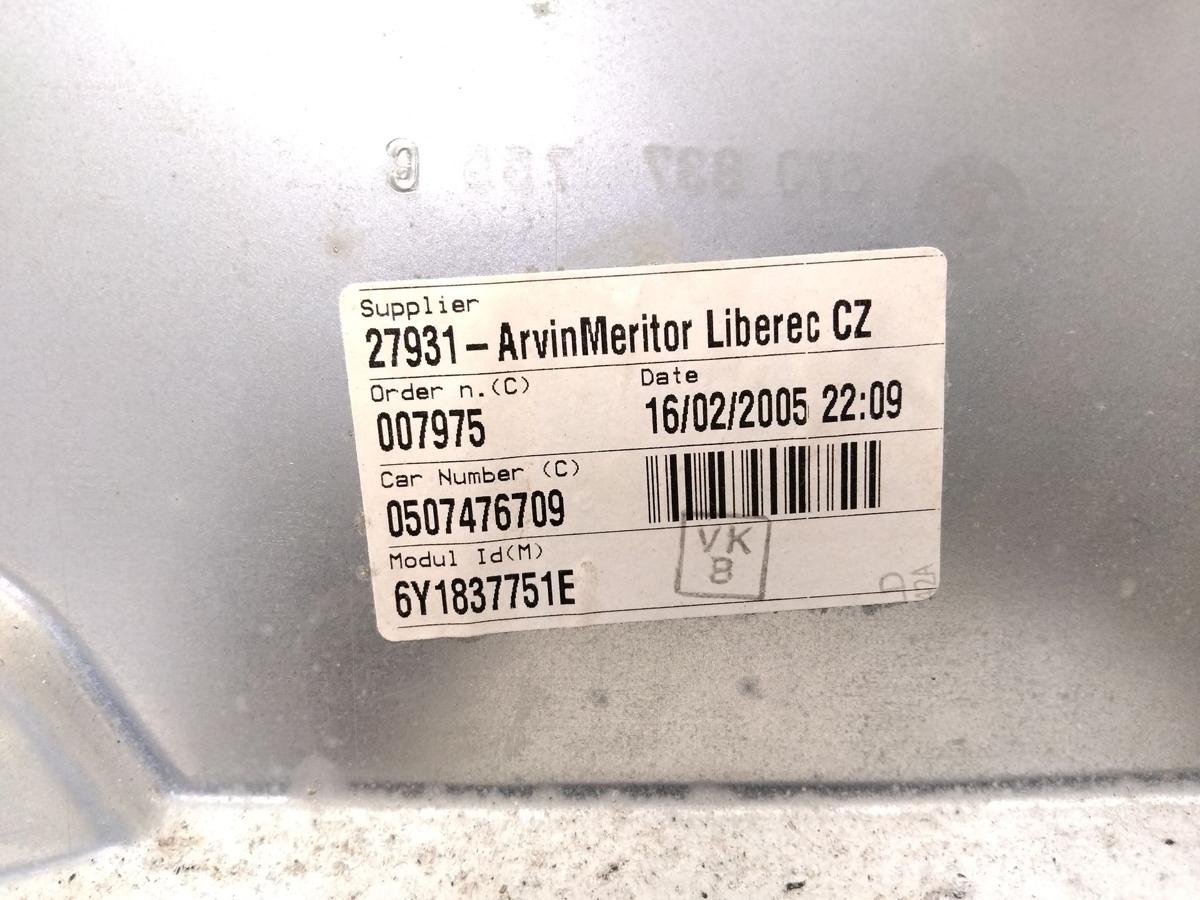 Supplier
27931-ArvinMeritor Liberec CZ
Order n.(C) Date
007975 16/02/2005 22:09
Car Number (C)
0507476709
Modul Id(M)
6Y1837751E
VK
8